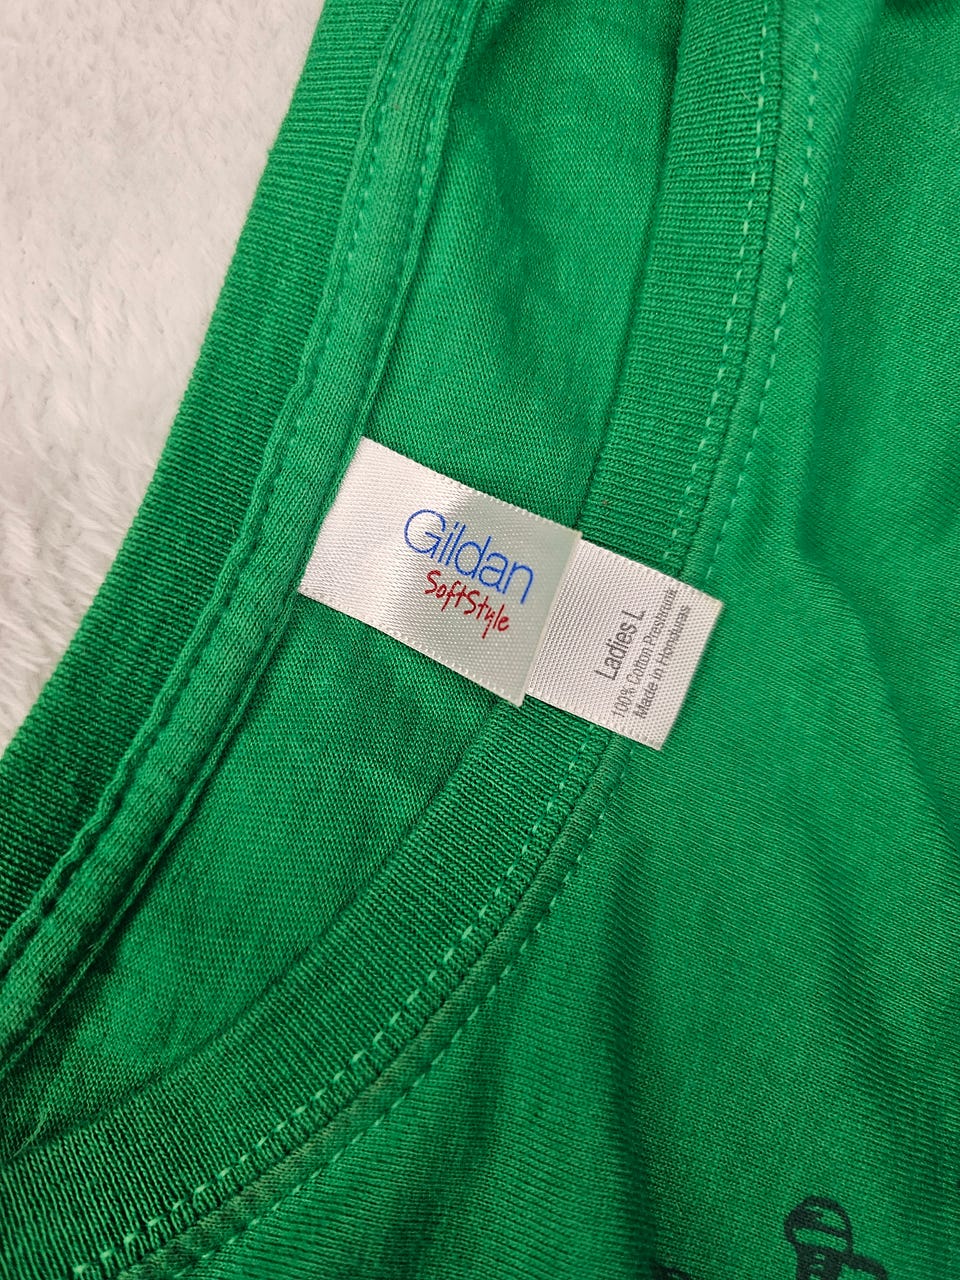 Gildan
SoftStyle
Ladies L
100% Cotton Preshrunk
Made in Honduras